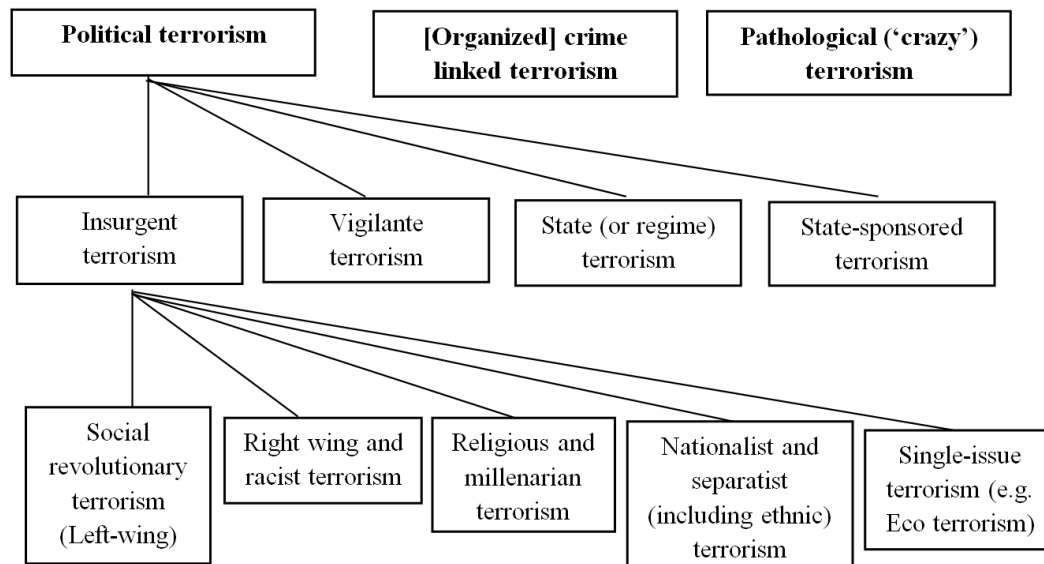 Political terrorism
[Organized] crime
linked terrorism
Pathological (‘crazy’)
terrorism
Insurgent
terrorism
Vigilante
terrorism
State (or regime)
terrorism
State-sponsored
terrorism
Social
revolutionary
terrorism
(Left-wing)
Right wing and
racist terrorism
Religious and
millenarian
terrorism
Nationalist and
separatist
(including ethnic)
terrorism
Single-issue
terrorism (e.g.
Eco terrorism)